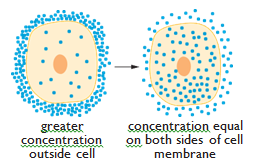 greater
concentration
outside cell
concentration equal
on both sides of cell
membrane